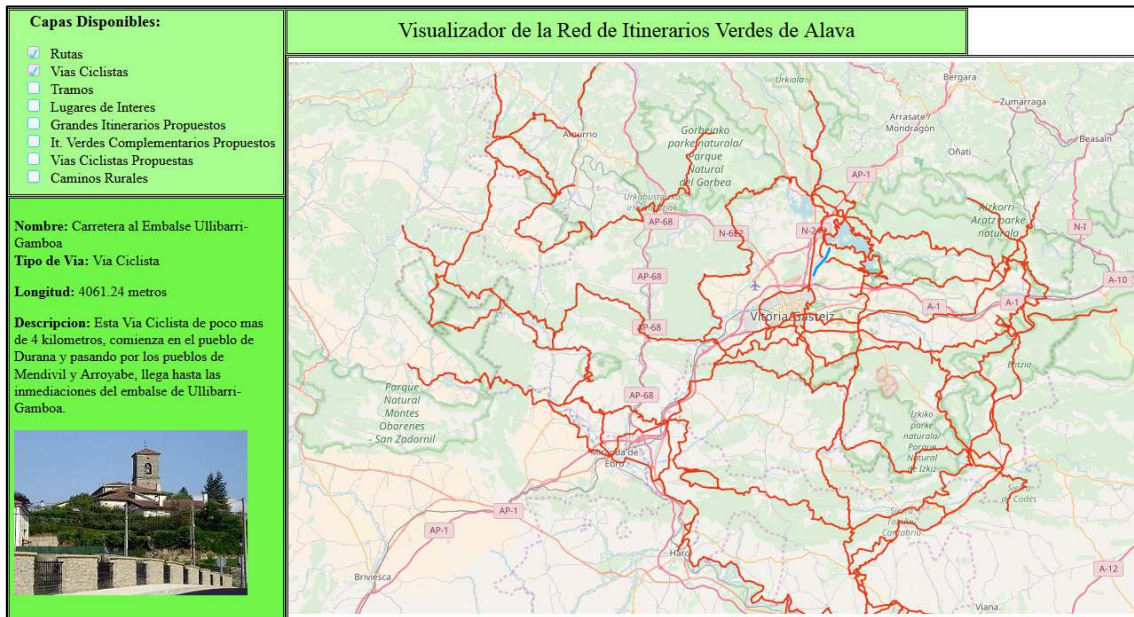 Capas Disponibles:
Rutas
Vias Ciclistas
Tramos
Lugares de Interes
Grandes Itinerarios Propuestos
It. Verdes Complementarios Propuestos
Vias Ciclistas Propuestas
Caminos Rurales
Nombre: Carretera al Embalse Ullibarri-
Gamboa
Tipo de Via: Via Ciclista
Longitud: 4061.24 metros
Descripcion: Esta Via Ciclista de poco mas
de 4 kilometros, comienza en el pueblo de
Durana y pasando por los pueblos de
Mendivil y Arroyabe, llega hasta las
inmediaciones del embalse de Ullibarri-
Gamboa.
Visualizador de la Red de Itinerarios Verdes de Alava
Urkiola
Bergara
Zumarraga
Arrasate /
Mondragón
Beasain
Oñati
Gorbeiako
parke naturala/
Parque
Natural
del Gorbea
AP-1
Aizkorri-
Aratz parke
naturala
AP-68
N-622
N-I
AP-68
A-10
A-1
A-1
Vitoria-Gasteiz
AP-68
Entzia
Parque
Natural
Montes
Obarenes
- San Zadornil
AP-68
Izkiko
parke
naturala/
Parque
Natural
de Izkiz
Miranda de
Ebro
Sierra
de Codés
AP-1
Sierra
Cantabria
AP-1
Haro
A-12
Briviesca
Viana